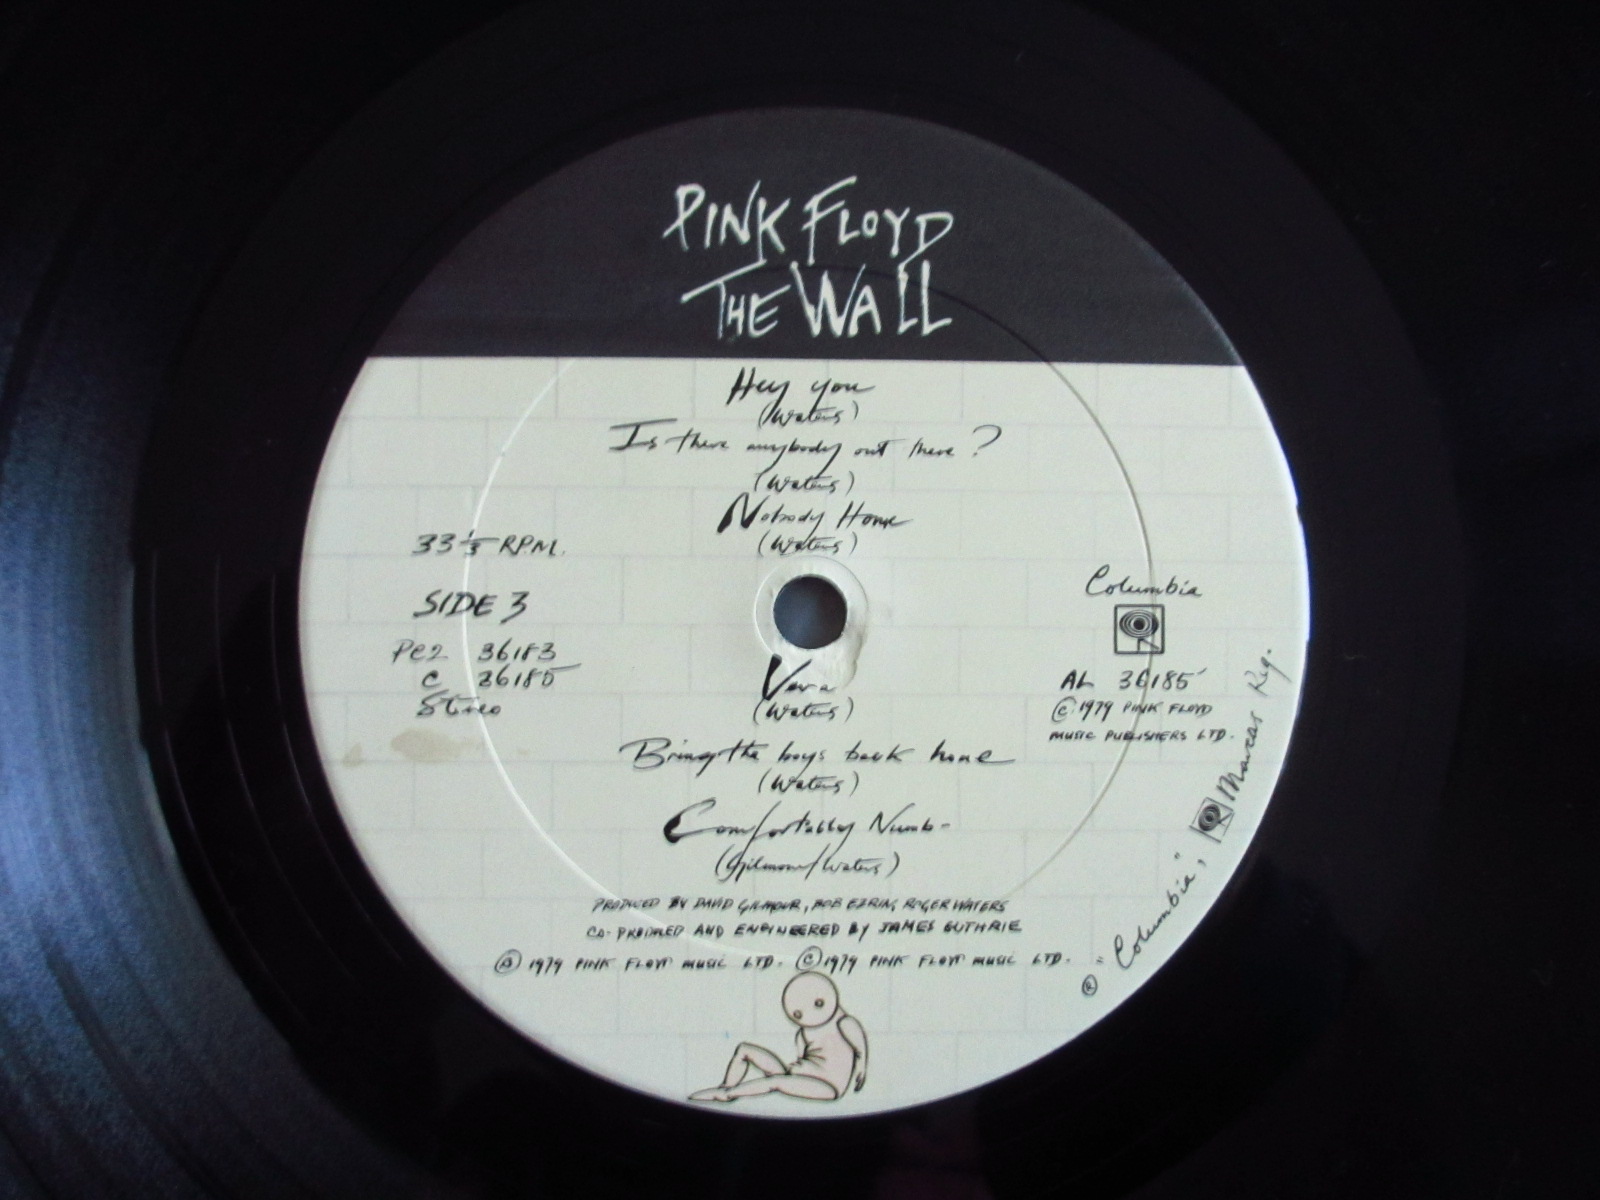 PINK FLOYD
THE WALL
Hey you
(Waters)
Is there anybody out there?
(Waters)
Nobody Home
(Waters)
33 1/3 RPM.
SIDE 3
PC2 36183
C 36185
Stereo
Columbia
AL 36185
© 1979 PINK FLOYD
MUSIC PUBLISHERS LTD.
Vera
(Waters)
Bring the boys back home
(Waters)
Comfortably Numb
(Gilmour/Waters)
PRODUCED BY DAVID GILMOUR, BOB EZRIN, ROGER WATERS
CO-PRODUCED AND ENGINEERED BY JAMES GUTHRIE
℗ 1979 PINK FLOYD MUSIC LTD. © 1979 PINK FLOYD MUSIC LTD.
® "Columbia", Marcas Reg.